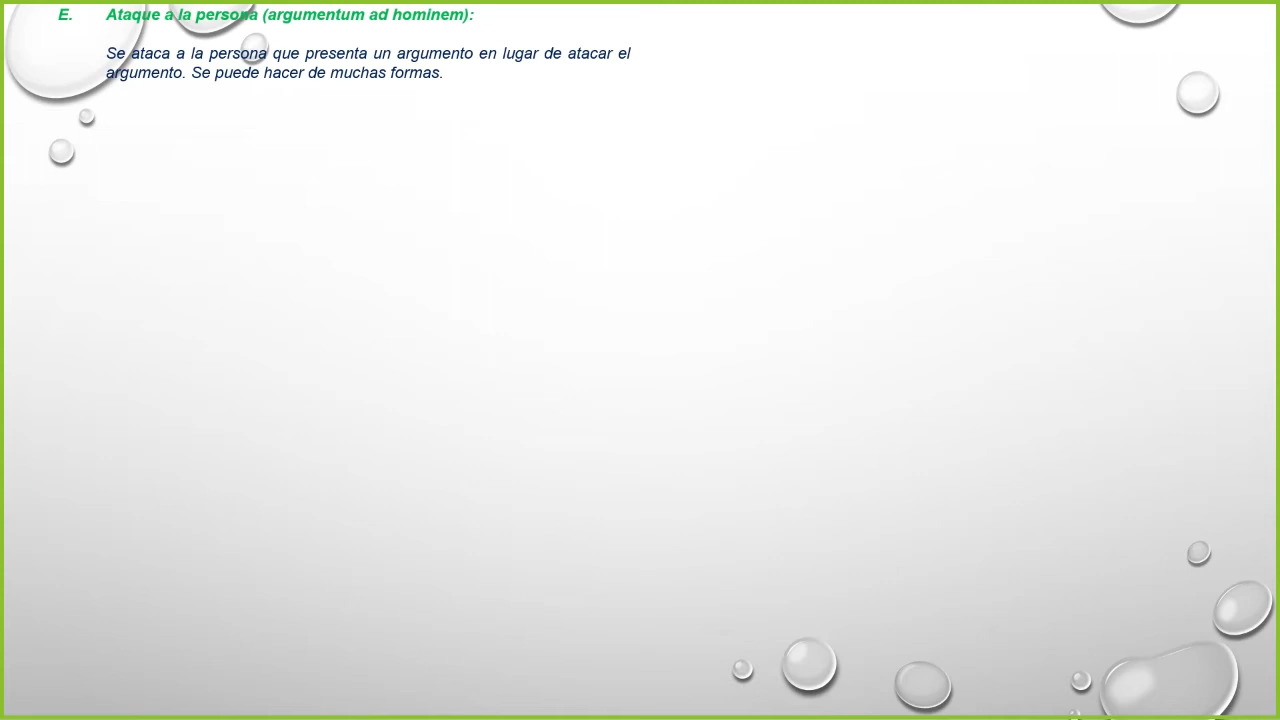 E. Ataque a la persona (argumentum ad hominem):
Se ataca a la persona que presenta un argumento en lugar de atacar el
argumento. Se puede hacer de muchas formas.